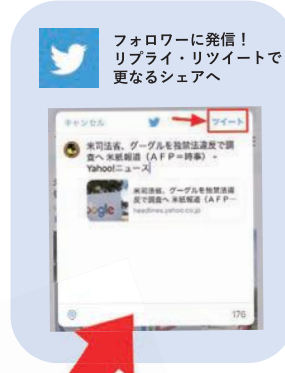 フォロワーに発信！
リプライ・リツイートで
更なるシェアへ
キャンセル
ツイート
米司法省、グーグルを独禁法違反で調
査へ 米紙報道（ＡＦＰ＝時事） -
Yahoo!ニュース
米司法省、グーグルを独禁法違
反で調査へ 米紙報道（ＡＦＰ…
headlines.yahoo.co.jp
oogle
176